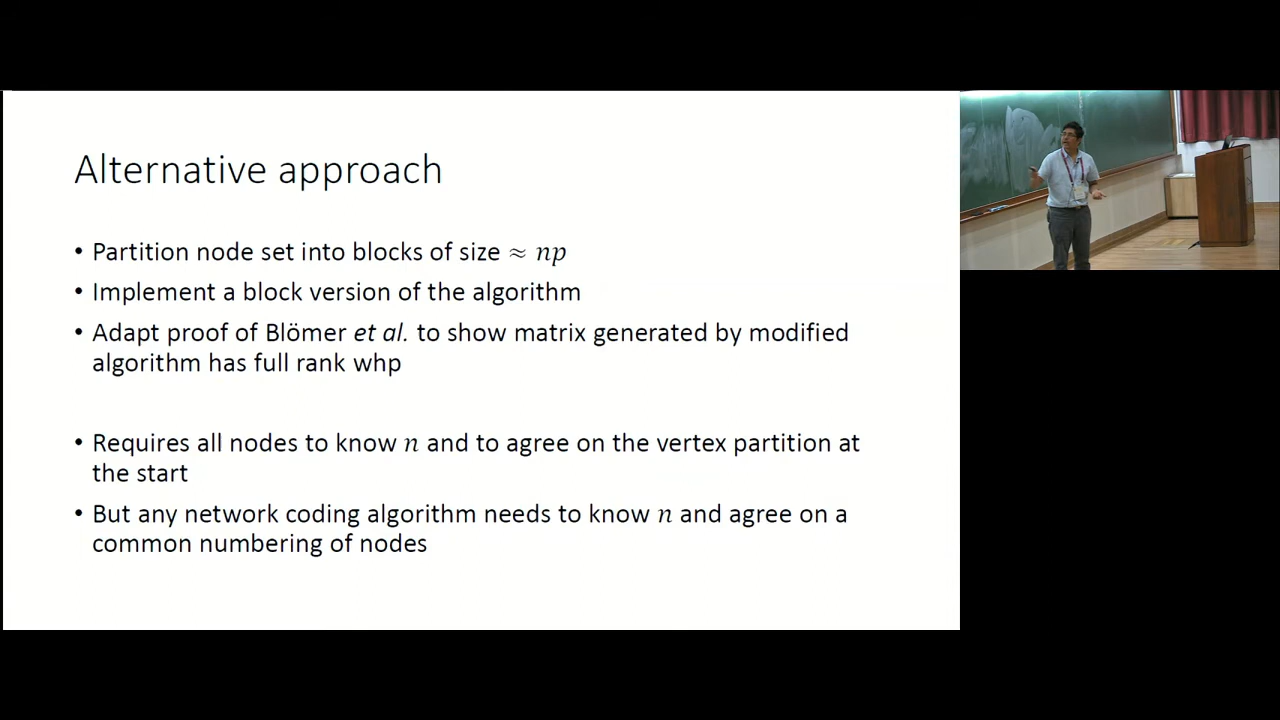 Alternative approach
• Partition node set into blocks of size ≈ np
• Implement a block version of the algorithm
• Adapt proof of Blömer et al. to show matrix generated by modified
algorithm has full rank whp
• Requires all nodes to know n and to agree on the vertex partition at
the start
• But any network coding algorithm needs to know n and agree on a
common numbering of nodes